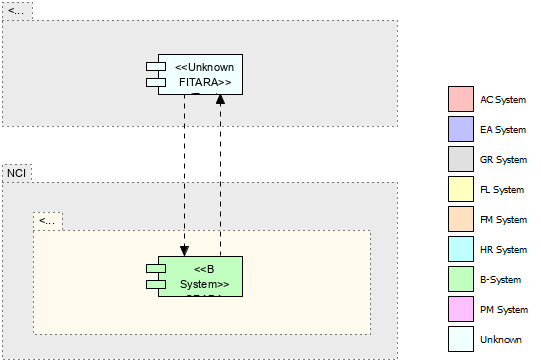 <...
<<Unknown
FITARA>>
NCI
<...
<<B
System>>
AC System
EA System
GR System
FL System
FM System
HR System
B-System
PM System
Unknown